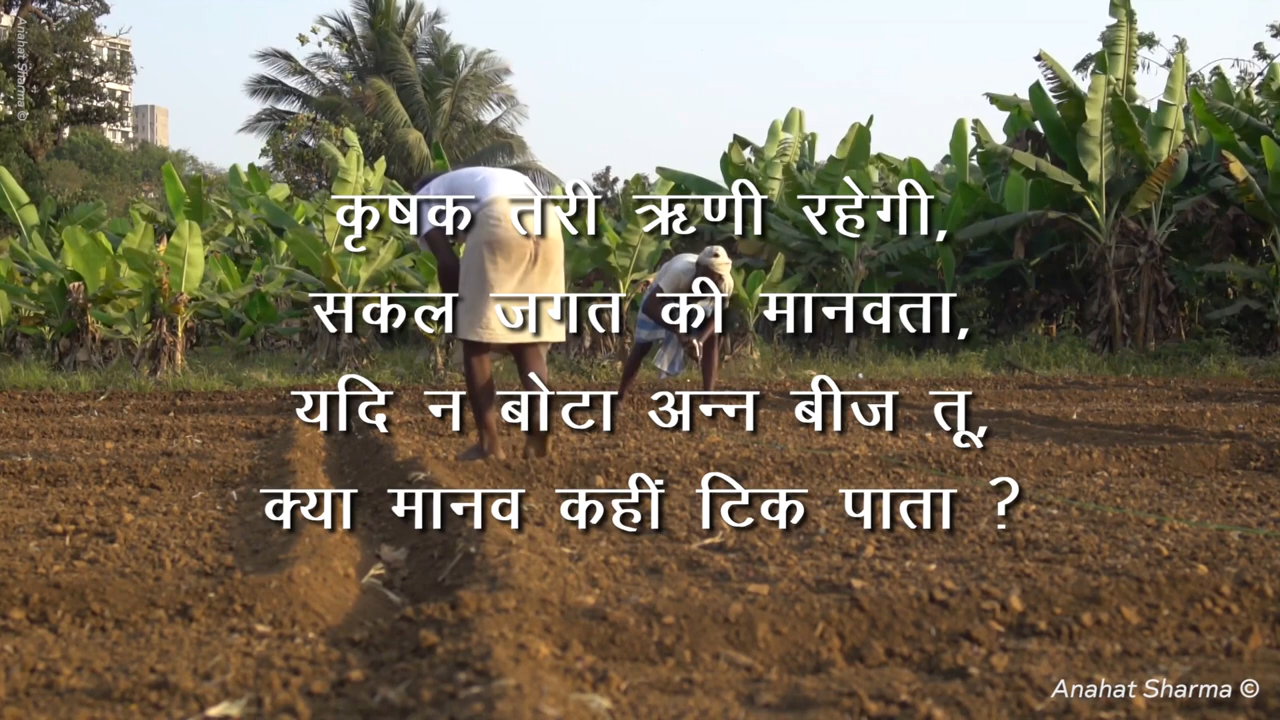 कृषक तेरी ऋणी रहेगी,
सकल जगत की मानवता,
यदि न बोटा अन्न बीज तू,
क्या मानव कहीं टिक पाता ?
Anahat Sharma ©
Anahat Sharma ©